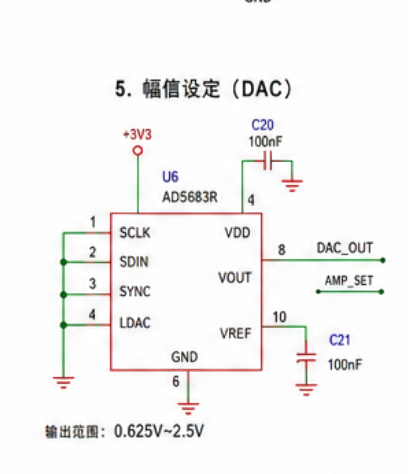 GND
5. 幅信设定（DAC）
+3V3
C20
100nF
U6
AD5683R
4
1
SCLK
VDD
2
SDIN
8
DAC_OUT
VOUT
AMP_SET
3
SYNC
4
LDAC
10
VREF
C21
100nF
GND
6
输出范围：0.625V~2.5V